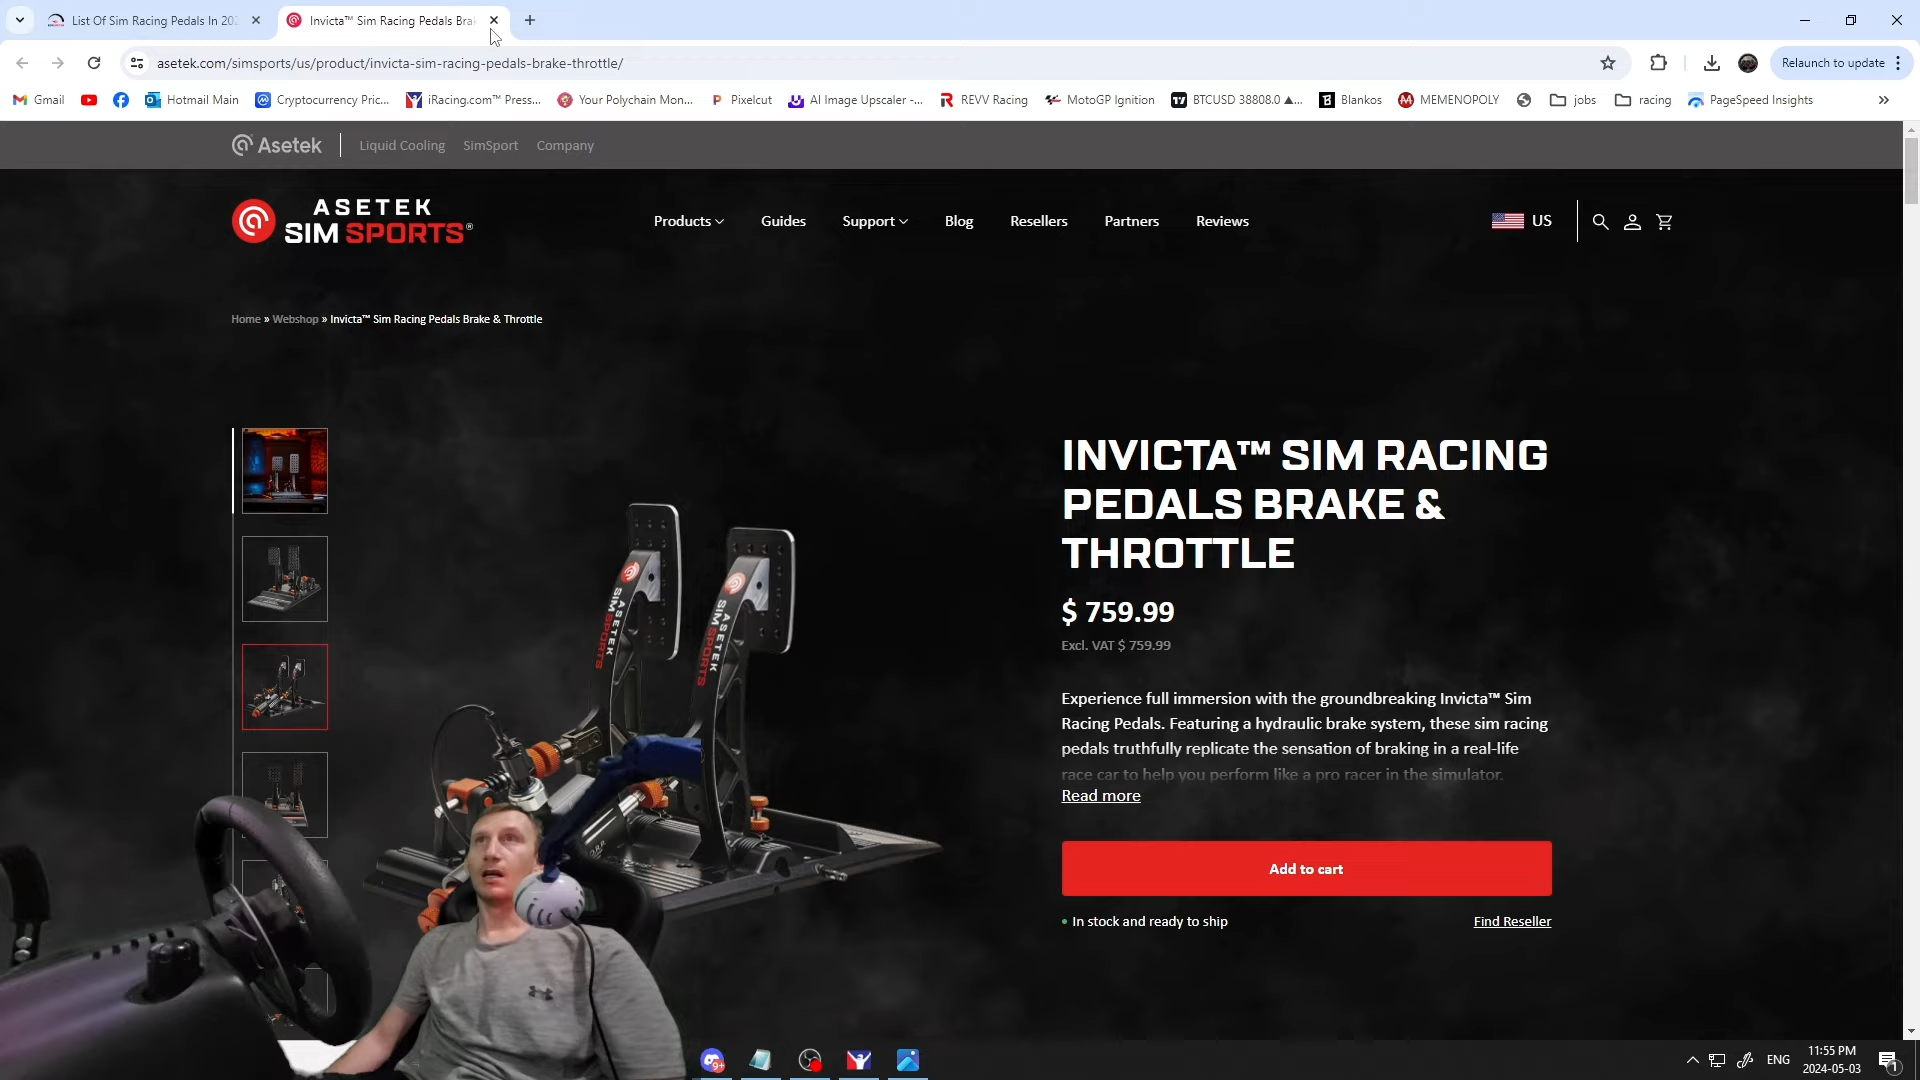 List Of Sim Racing Pedals In 202
Invicta™ Sim Racing Pedals Bra
asetek.com/simsports/us/product/invicta-sim-racing-pedals-brake-throttle/
Relaunch to update
Gmail
Hotmail Main
Cryptocurrency Pric...
iRacing.com™ Press...
Your Polychain Mon...
Pixelcut
AI Image Upscaler -...
REVV Racing
MotoGP Ignition
BTCUSD 38808.0 ▲...
Blankos
MEMENOPOLY
jobs
racing
PageSpeed Insights
Asetek
Liquid Cooling
SimSport
Company
ASETEK
SIM SPORTS®
Products
Guides
Support
Blog
Resellers
Partners
Reviews
US
Home » Webshop » Invicta™ Sim Racing Pedals Brake & Throttle
INVICTA™ SIM RACING
PEDALS BRAKE &
THROTTLE
$ 759.99
Excl. VAT $ 759.99
Experience full immersion with the groundbreaking Invicta™ Sim
Racing Pedals. Featuring a hydraulic brake system, these sim racing
pedals truthfully replicate the sensation of braking in a real-life
race car to help you perform like a pro racer in the simulator.
Read more
Add to cart
In stock and ready to ship
Find Reseller
ASETEK
SIM SPORTS
ASETEK
SIM SPORTS
9+
ENG
11:55 PM
2024-05-03
1